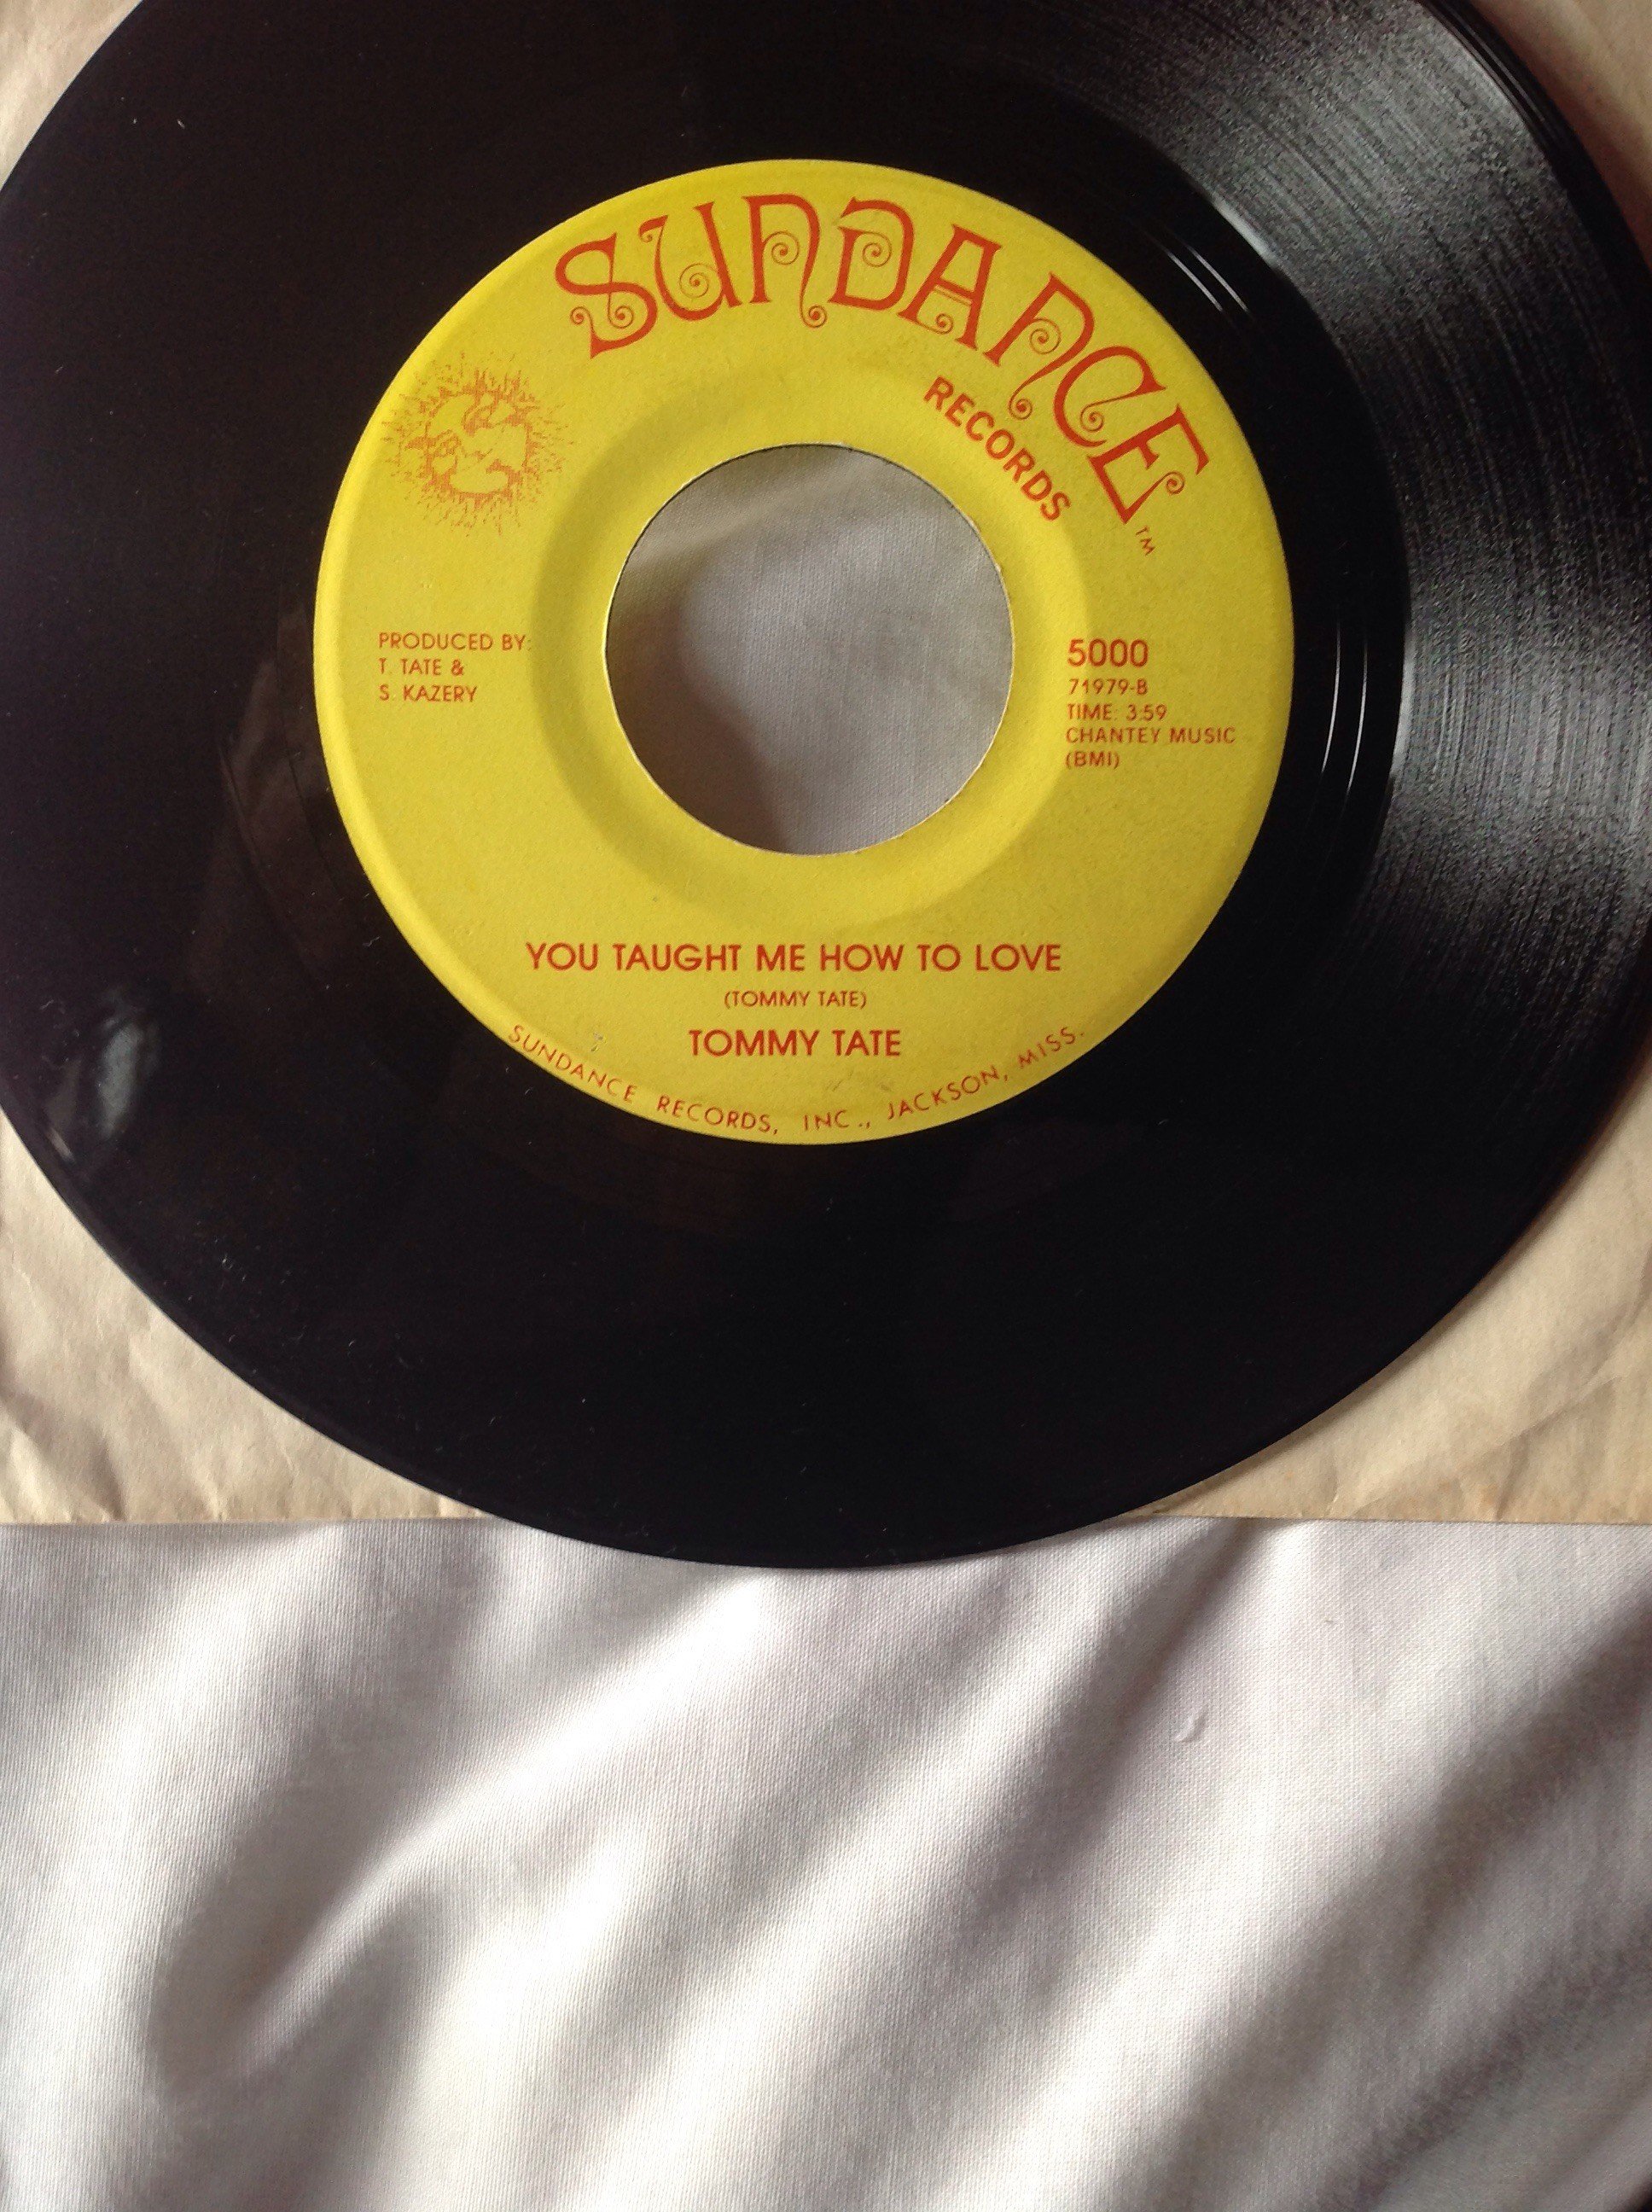 SUNDANCE
RECORDS
TM
PRODUCED BY:
T. TATE &
S. KAZERY
5000
71979-B
TIME: 3:59
CHANTEY MUSIC
(BMI)
YOU TAUGHT ME HOW TO LOVE
(TOMMY TATE)
TOMMY TATE
SUNDANCE RECORDS, INC., JACKSON, MISS.